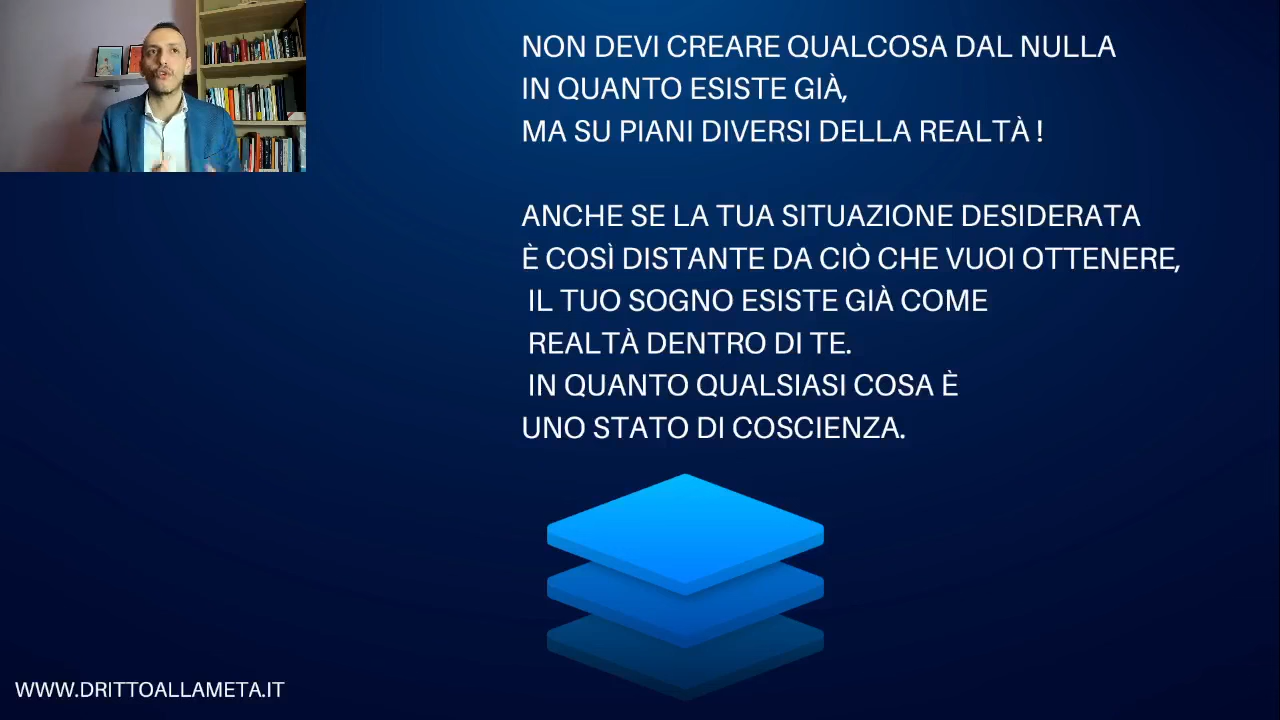 NON DEVI CREARE QUALCOSA DAL NULLA
IN QUANTO ESISTE GIÀ,
MA SU PIANI DIVERSI DELLA REALTÀ !
ANCHE SE LA TUA SITUAZIONE DESIDERATA
È COSÌ DISTANTE DA CIÒ CHE VUOI OTTENERE,
IL TUO SOGNO ESISTE GIÀ COME
REALTÀ DENTRO DI TE.
IN QUANTO QUALSIASI COSA È
UNO STATO DI COSCIENZA.
WWW.DRITTOALLAMETA.IT